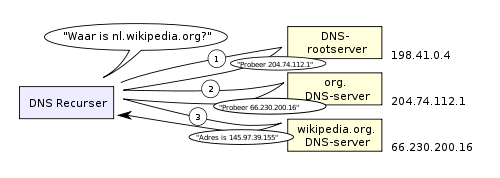 "Waar is nl.wikipedia.org?"
DNS-
rootserver
198.41.0.4
1
"Probeer 204.74.112.1"
DNS Recurser
2
org.
DNS-server
204.74.112.1
"Probeer 66.230.200.16"
3
"Adres is 145.97.39.155"
wikipedia.org.
DNS-server
66.230.200.16